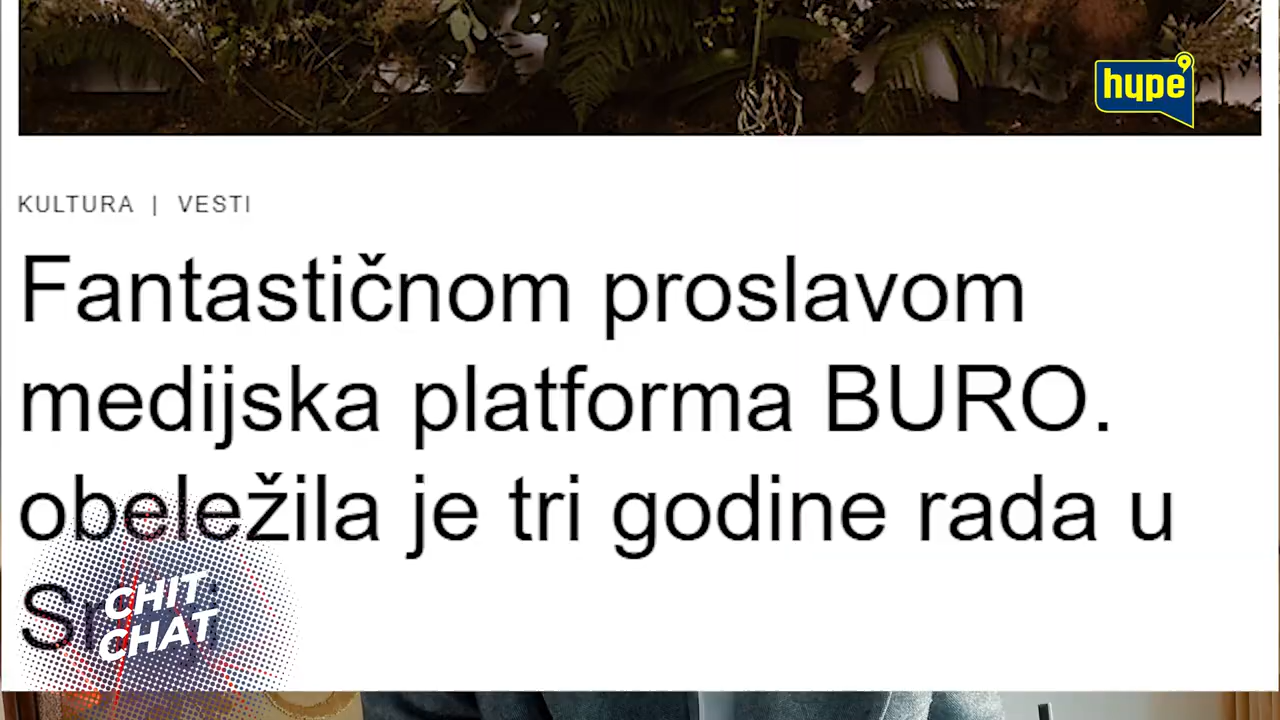 hype
KULTURA | VESTI
Fantastičnom proslavom
medijska platforma BURO.
obeležila je tri godine rada u
CHIT
CHAT